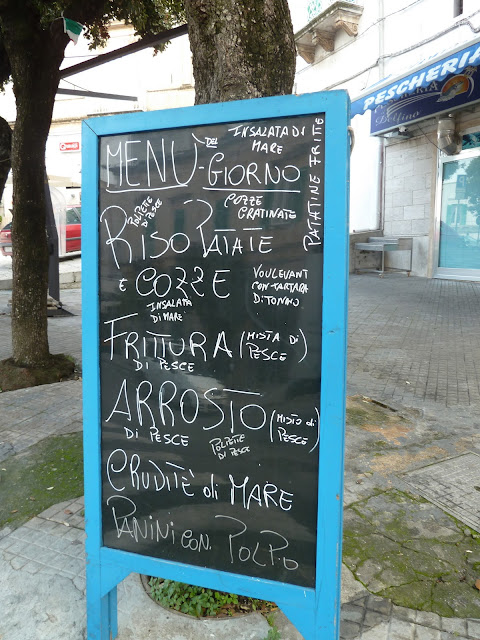 INSALATA DI
MARE
MENU DEL GIORNO
PATATINE FRITTE
POLPETTE
DI PESCE
COZZE
GRATINATE
RISO PATATE
E COZZE
VOULEVANT
CON TARTARA
DI TONNO
INSALATA
DI MARE
FRITTURA (MISTA DI
PESCE)
DI PESCE
ARROSTO (MISTO di
PESCE)
DI PESCE
POLPETTE
DI PESCE
CRUDITÈ di MARE
PANINI CON POLPO
PESCHERIA
Delfino